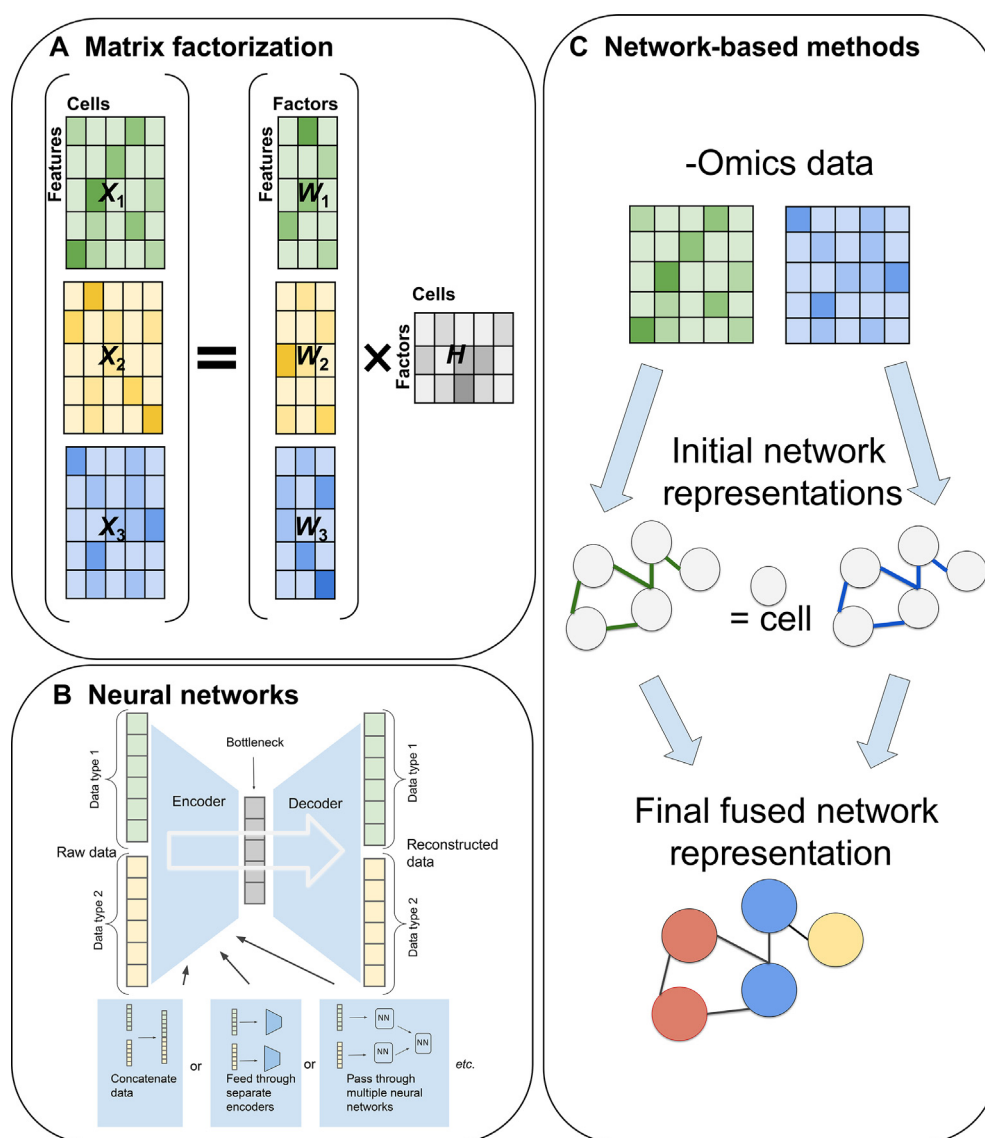 A Matrix factorization
Cells
Features
X1
X2
X3
=
Factors
Features
W1
W2
W3
×
Cells
Factors
H
B Neural networks
Data type 1
Raw data
Data type 2
Encoder
Bottleneck
Decoder
Data type 1
Reconstructed
data
Data type 2
Concatenate
data
or
Feed through
separate
encoders
or
NN
NN
NN
Pass through
multiple neural
networks
etc.
C Network-based methods
-Omics data
Initial network
representations
= cell
Final fused network
representation